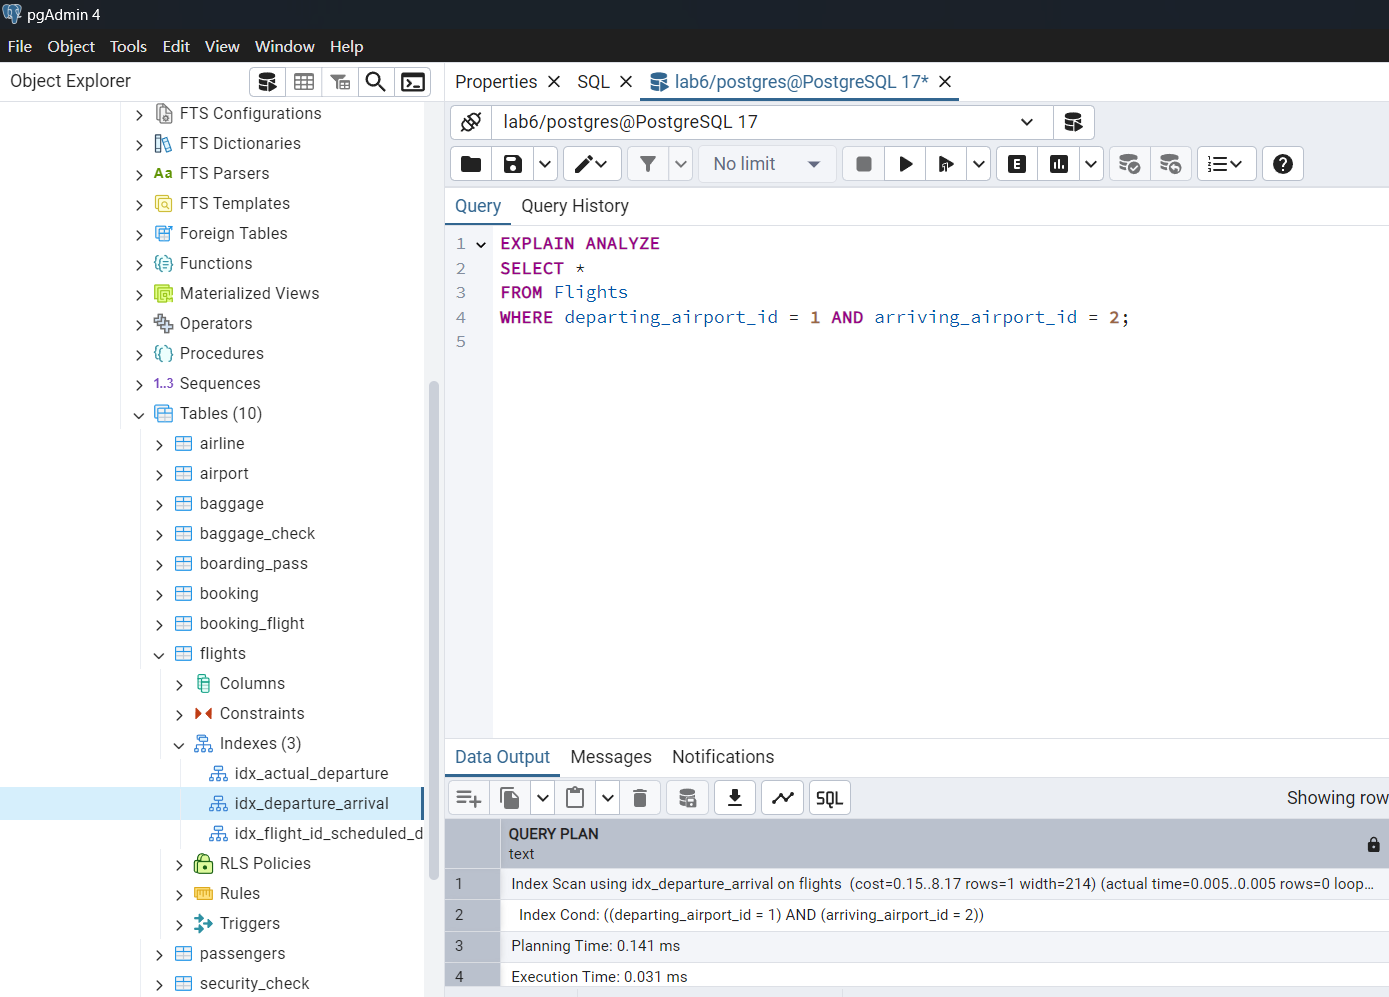 pgAdmin 4
File Object Tools Edit View Window Help
Object Explorer
FTS Configurations
FTS Dictionaries
Aa FTS Parsers
FTS Templates
Foreign Tables
Functions
Materialized Views
Operators
Procedures
1..3 Sequences
Tables (10)
airline
airport
baggage
baggage_check
boarding_pass
booking
booking_flight
flights
Columns
Constraints
Indexes (3)
idx_actual_departure
idx_departure_arrival
idx_flight_id_scheduled_d
RLS Policies
Rules
Triggers
passengers
security_check
Properties SQL lab6/postgres@PostgreSQL 17*
lab6/postgres@PostgreSQL 17
No limit E
Query Query History
1 EXPLAIN ANALYZE
2 SELECT *
3 FROM Flights
4 WHERE departing_airport_id = 1 AND arriving_airport_id = 2;
5
Data Output Messages Notifications
SQL Showing row
QUERY PLAN
text
1 Index Scan using idx_departure_arrival on flights (cost=0.15..8.17 rows=1 width=214) (actual time=0.005..0.005 rows=0 loop...
2 Index Cond: ((departing_airport_id = 1) AND (arriving_airport_id = 2))
3 Planning Time: 0.141 ms
4 Execution Time: 0.031 ms